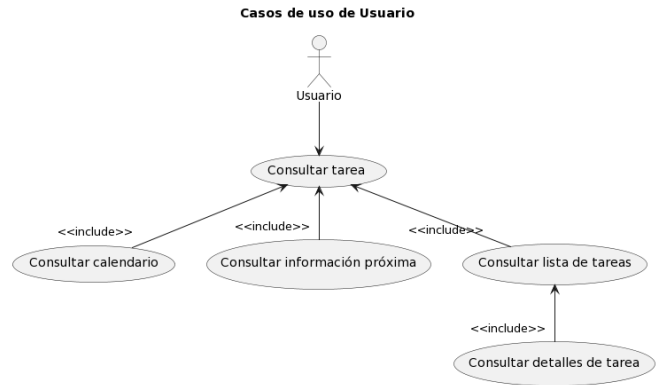 Casos de uso de Usuario
Usuario
Consultar tarea
<<include>>
<<include>>
<<include>>
Consultar calendario
Consultar información próxima
Consultar lista de tareas
<<include>>
Consultar detalles de tarea